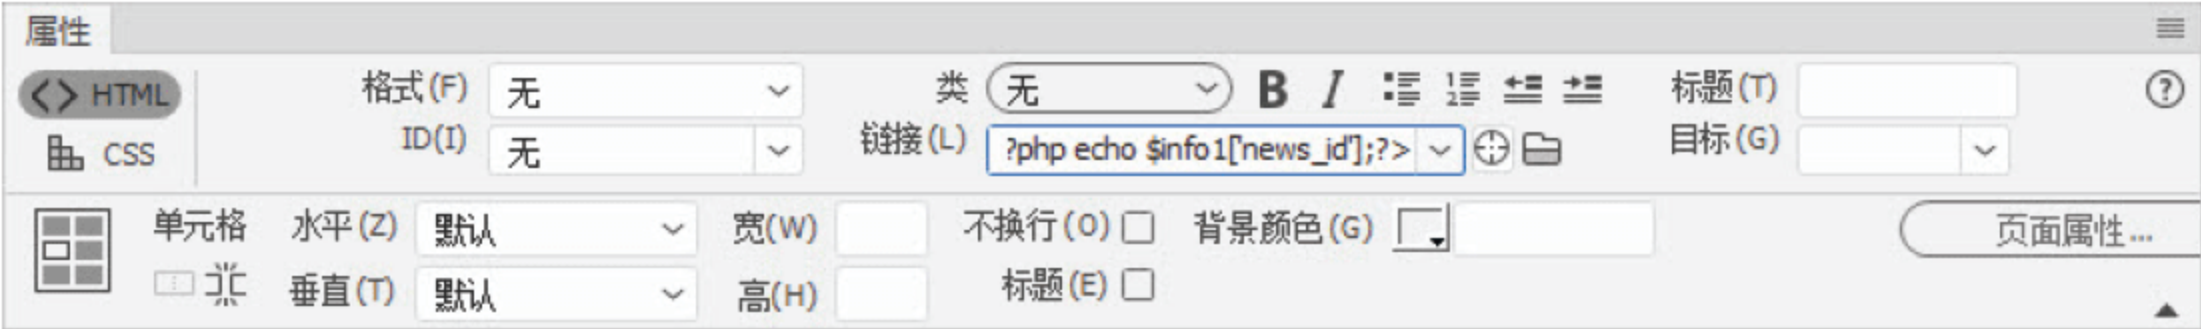 属性
HTML 格式(F) 无 类 无 B I 标题(T)
CSS ID(I) 无 链接(L) ?php echo $info1['news_id'];?> 目标(G)
单元格 水平(Z) 默认 宽(W) 不换行(O) 背景颜色(G) 页面属性...
垂直(T) 默认 高(H) 标题(E)